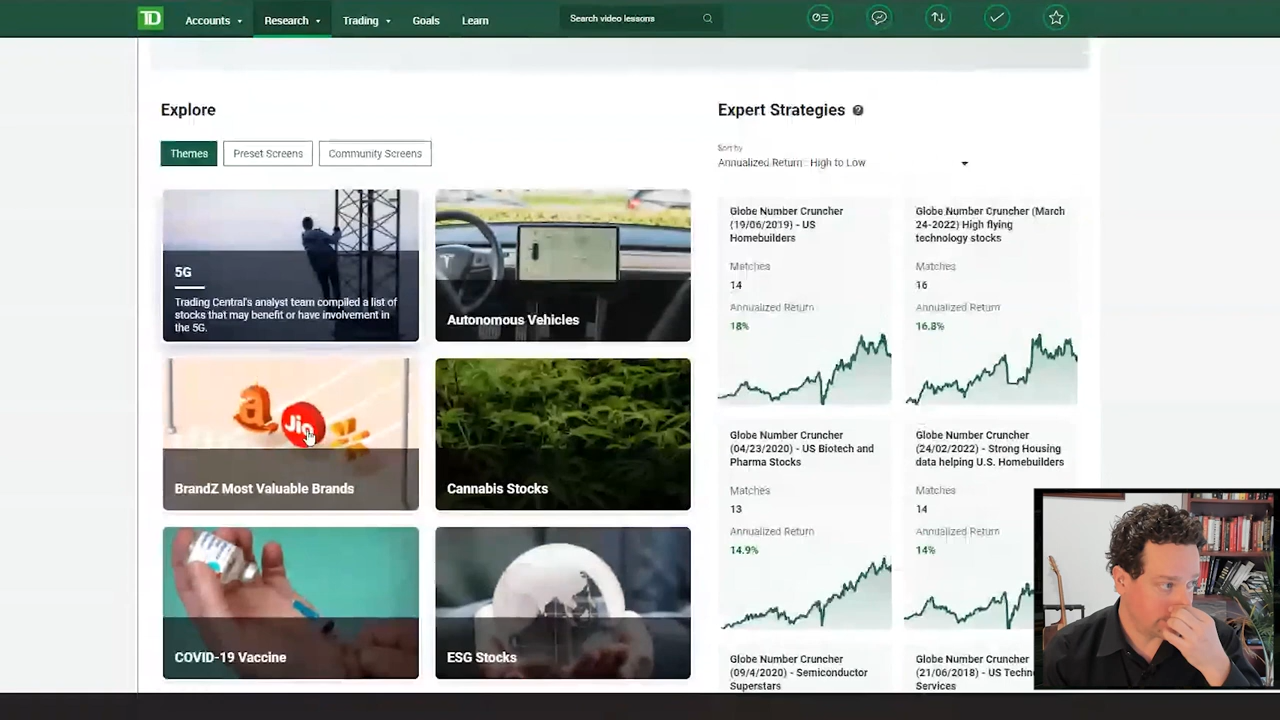 TD
Accounts
Research
Trading
Goals
Learn
Search video lessons
Explore
Themes
Preset Screens
Community Screens
5G
Trading Central's analyst team compiled a list of
stocks that may benefit or have involvement in
the 5G.
Autonomous Vehicles
a
Jio
BrandZ Most Valuable Brands
Cannabis Stocks
COVID-19 Vaccine
ESG Stocks
Expert Strategies ?
Sort by
Annualized Return: High to Low
Globe Number Cruncher
(19/06/2019) - US
Homebuilders
Matches
14
Annualized Return
18%
Globe Number Cruncher (March
24-2022) High flying
technology stocks
Matches
16
Annualized Return
16.8%
Globe Number Cruncher
(04/23/2020) - US Biotech and
Pharma Stocks
Matches
13
Annualized Return
14.9%
Globe Number Cruncher
(24/02/2022) - Strong Housing
data helping U.S. Homebuilders
Matches
14
Annualized Return
14%
Globe Number Cruncher
(09/4/2020) - Semiconductor
Superstars
Globe Number Cruncher
(21/06/2018) - US
Services